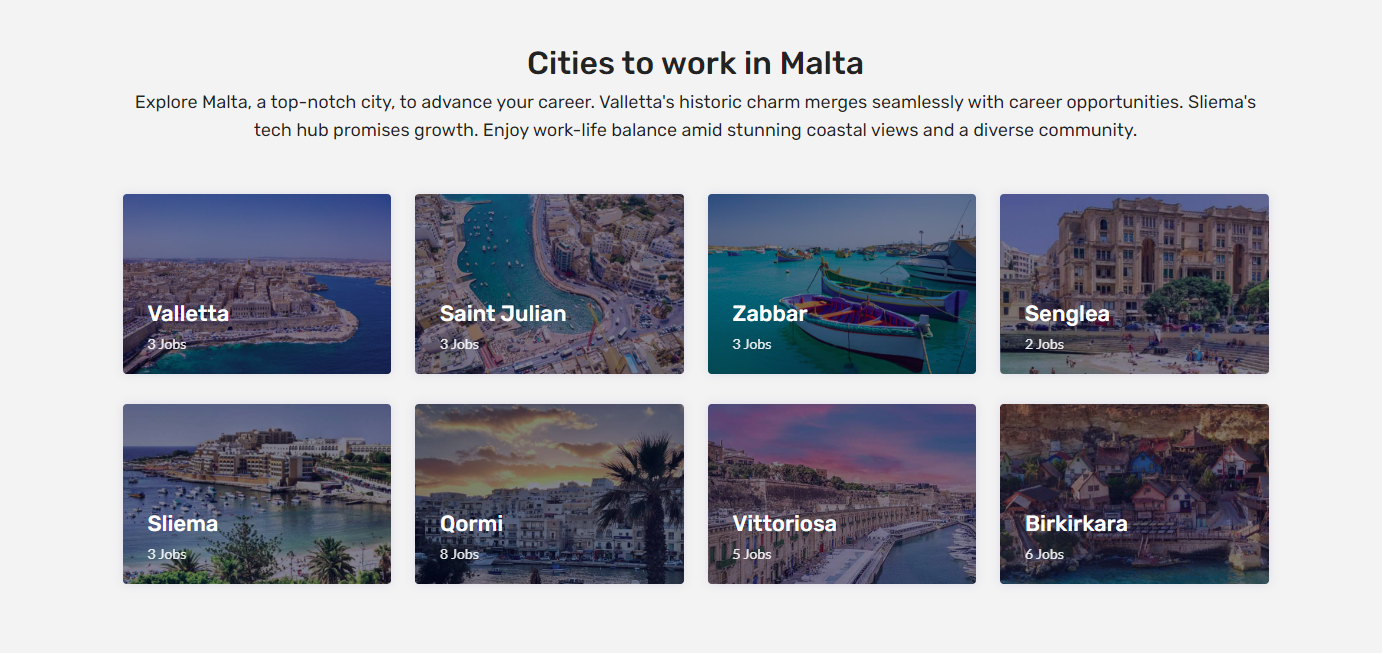 Cities to work in Malta
Explore Malta, a top-notch city, to advance your career. Valletta's historic charm merges seamlessly with career opportunities. Sliema's
tech hub promises growth. Enjoy work-life balance amid stunning coastal views and a diverse community.
Valletta
3 Jobs
Saint Julian
3 Jobs
Zabbar
3 Jobs
Senglea
2 Jobs
Sliema
3 Jobs
Qormi
8 Jobs
Vittoriosa
5 Jobs
Birkirkara
6 Jobs